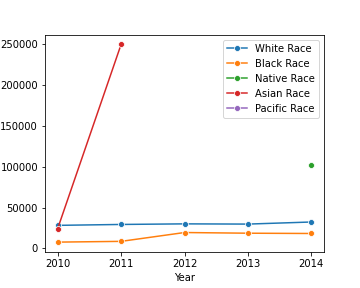 250000
200000
150000
100000
50000
0
White Race
Black Race
Native Race
Asian Race
Pacific Race
2010 2011 2012 2013 2014
Year